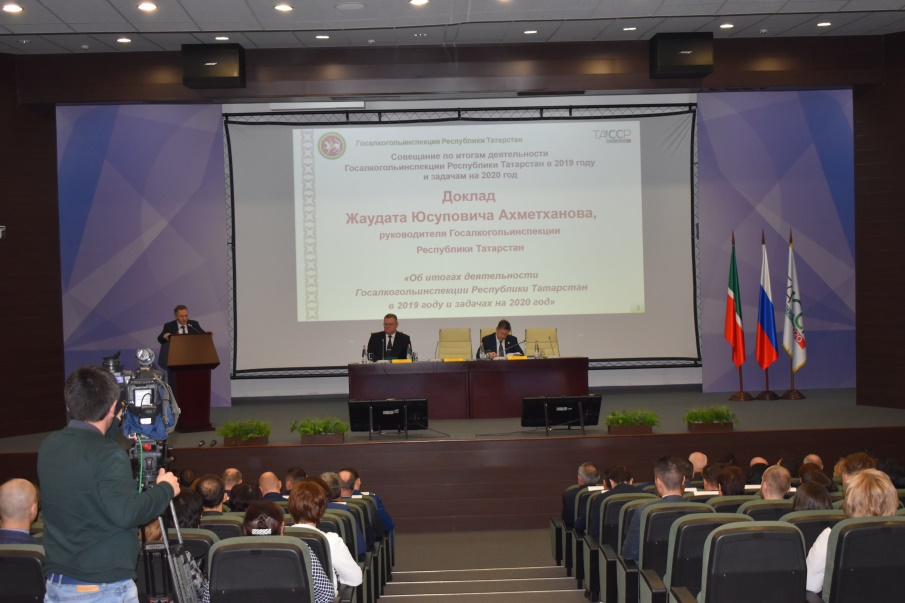 Госалкогольинспекция Республики Татарстан
ТАССР
Совещание по итогам деятельности
Госалкогольинспекции Республики Татарстан в 2019 году
и задачам на 2020 год
Доклад
Жаудата Юсуповича Ахметханова,
руководителя Госалкогольинспекции
Республики Татарстан
«Об итогах деятельности
Госалкогольинспекции Республики Татарстан
в 2019 году и задачах на 2020 год»